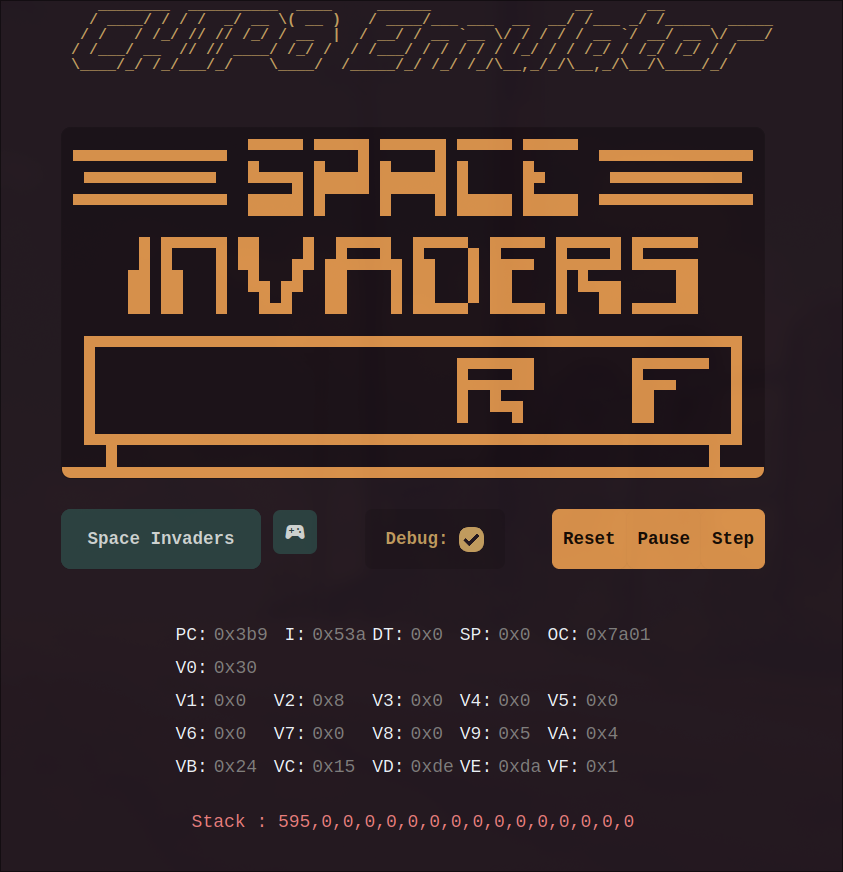 CHIP8 Emulator
SPACE
INVADERS
R F
Space Invaders Debug: Reset Pause Step
PC: 0x3b9 I: 0x53a DT: 0x0 SP: 0x0 OC: 0x7a01
V0: 0x30
V1: 0x0 V2: 0x8 V3: 0x0 V4: 0x0 V5: 0x0
V6: 0x0 V7: 0x0 V8: 0x0 V9: 0x5 VA: 0x4
VB: 0x24 VC: 0x15 VD: 0xde VE: 0xda VF: 0x1
Stack : 595,0,0,0,0,0,0,0,0,0,0,0,0,0,0,0